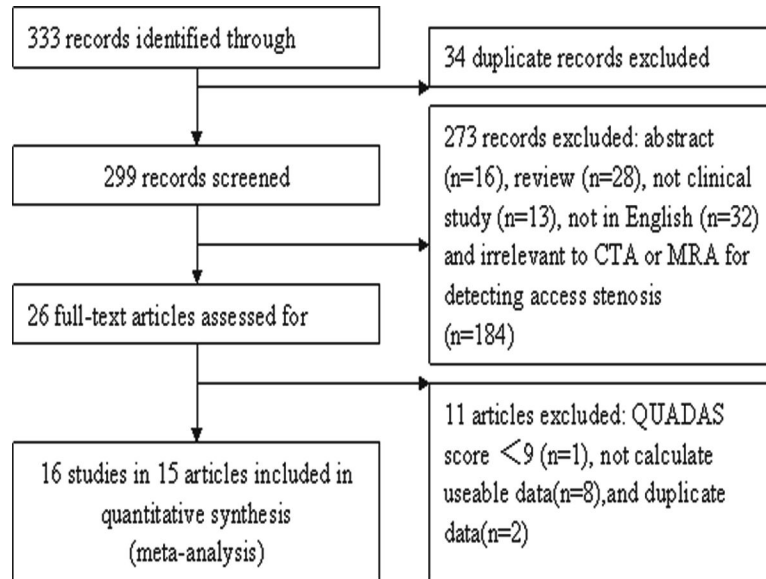 333 records identified through
34 duplicate records excluded
299 records screened
273 records excluded: abstract
(n=16), review (n=28), not clinical
study (n=13), not in English (n=32)
and irrelevant to CTA or MRA for
detecting access stenosis
(n=184)
26 full-text articles assessed for
11 articles excluded: QUADAS
score <9 (n=1), not calculate
useable data(n=8),and duplicate
data(n=2)
16 studies in 15 articles included in
quantitative synthesis
(meta-analysis)